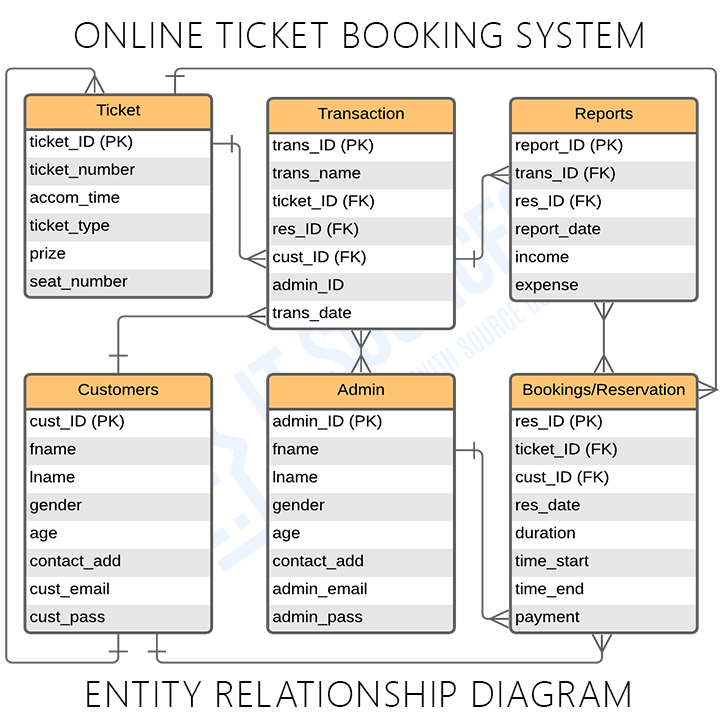 ONLINE TICKET BOOKING SYSTEM
Ticket
ticket_ID (PK)
ticket_number
accom_time
ticket_type
prize
seat_number
Transaction
trans_ID (PK)
trans_name
ticket_ID (FK)
res_ID (FK)
cust_ID (FK)
admin_ID
trans_date
Reports
report_ID (PK)
trans_ID (FK)
res_ID (FK)
report_date
income
expense
Customers
cust_ID (PK)
fname
lname
gender
age
contact_add
cust_email
cust_pass
Admin
admin_ID (PK)
fname
lname
gender
age
contact_add
admin_email
admin_pass
Bookings/Reservation
res_ID (PK)
ticket_ID (FK)
cust_ID (FK)
res_date
duration
time_start
time_end
payment
ENTITY RELATIONSHIP DIAGRAM